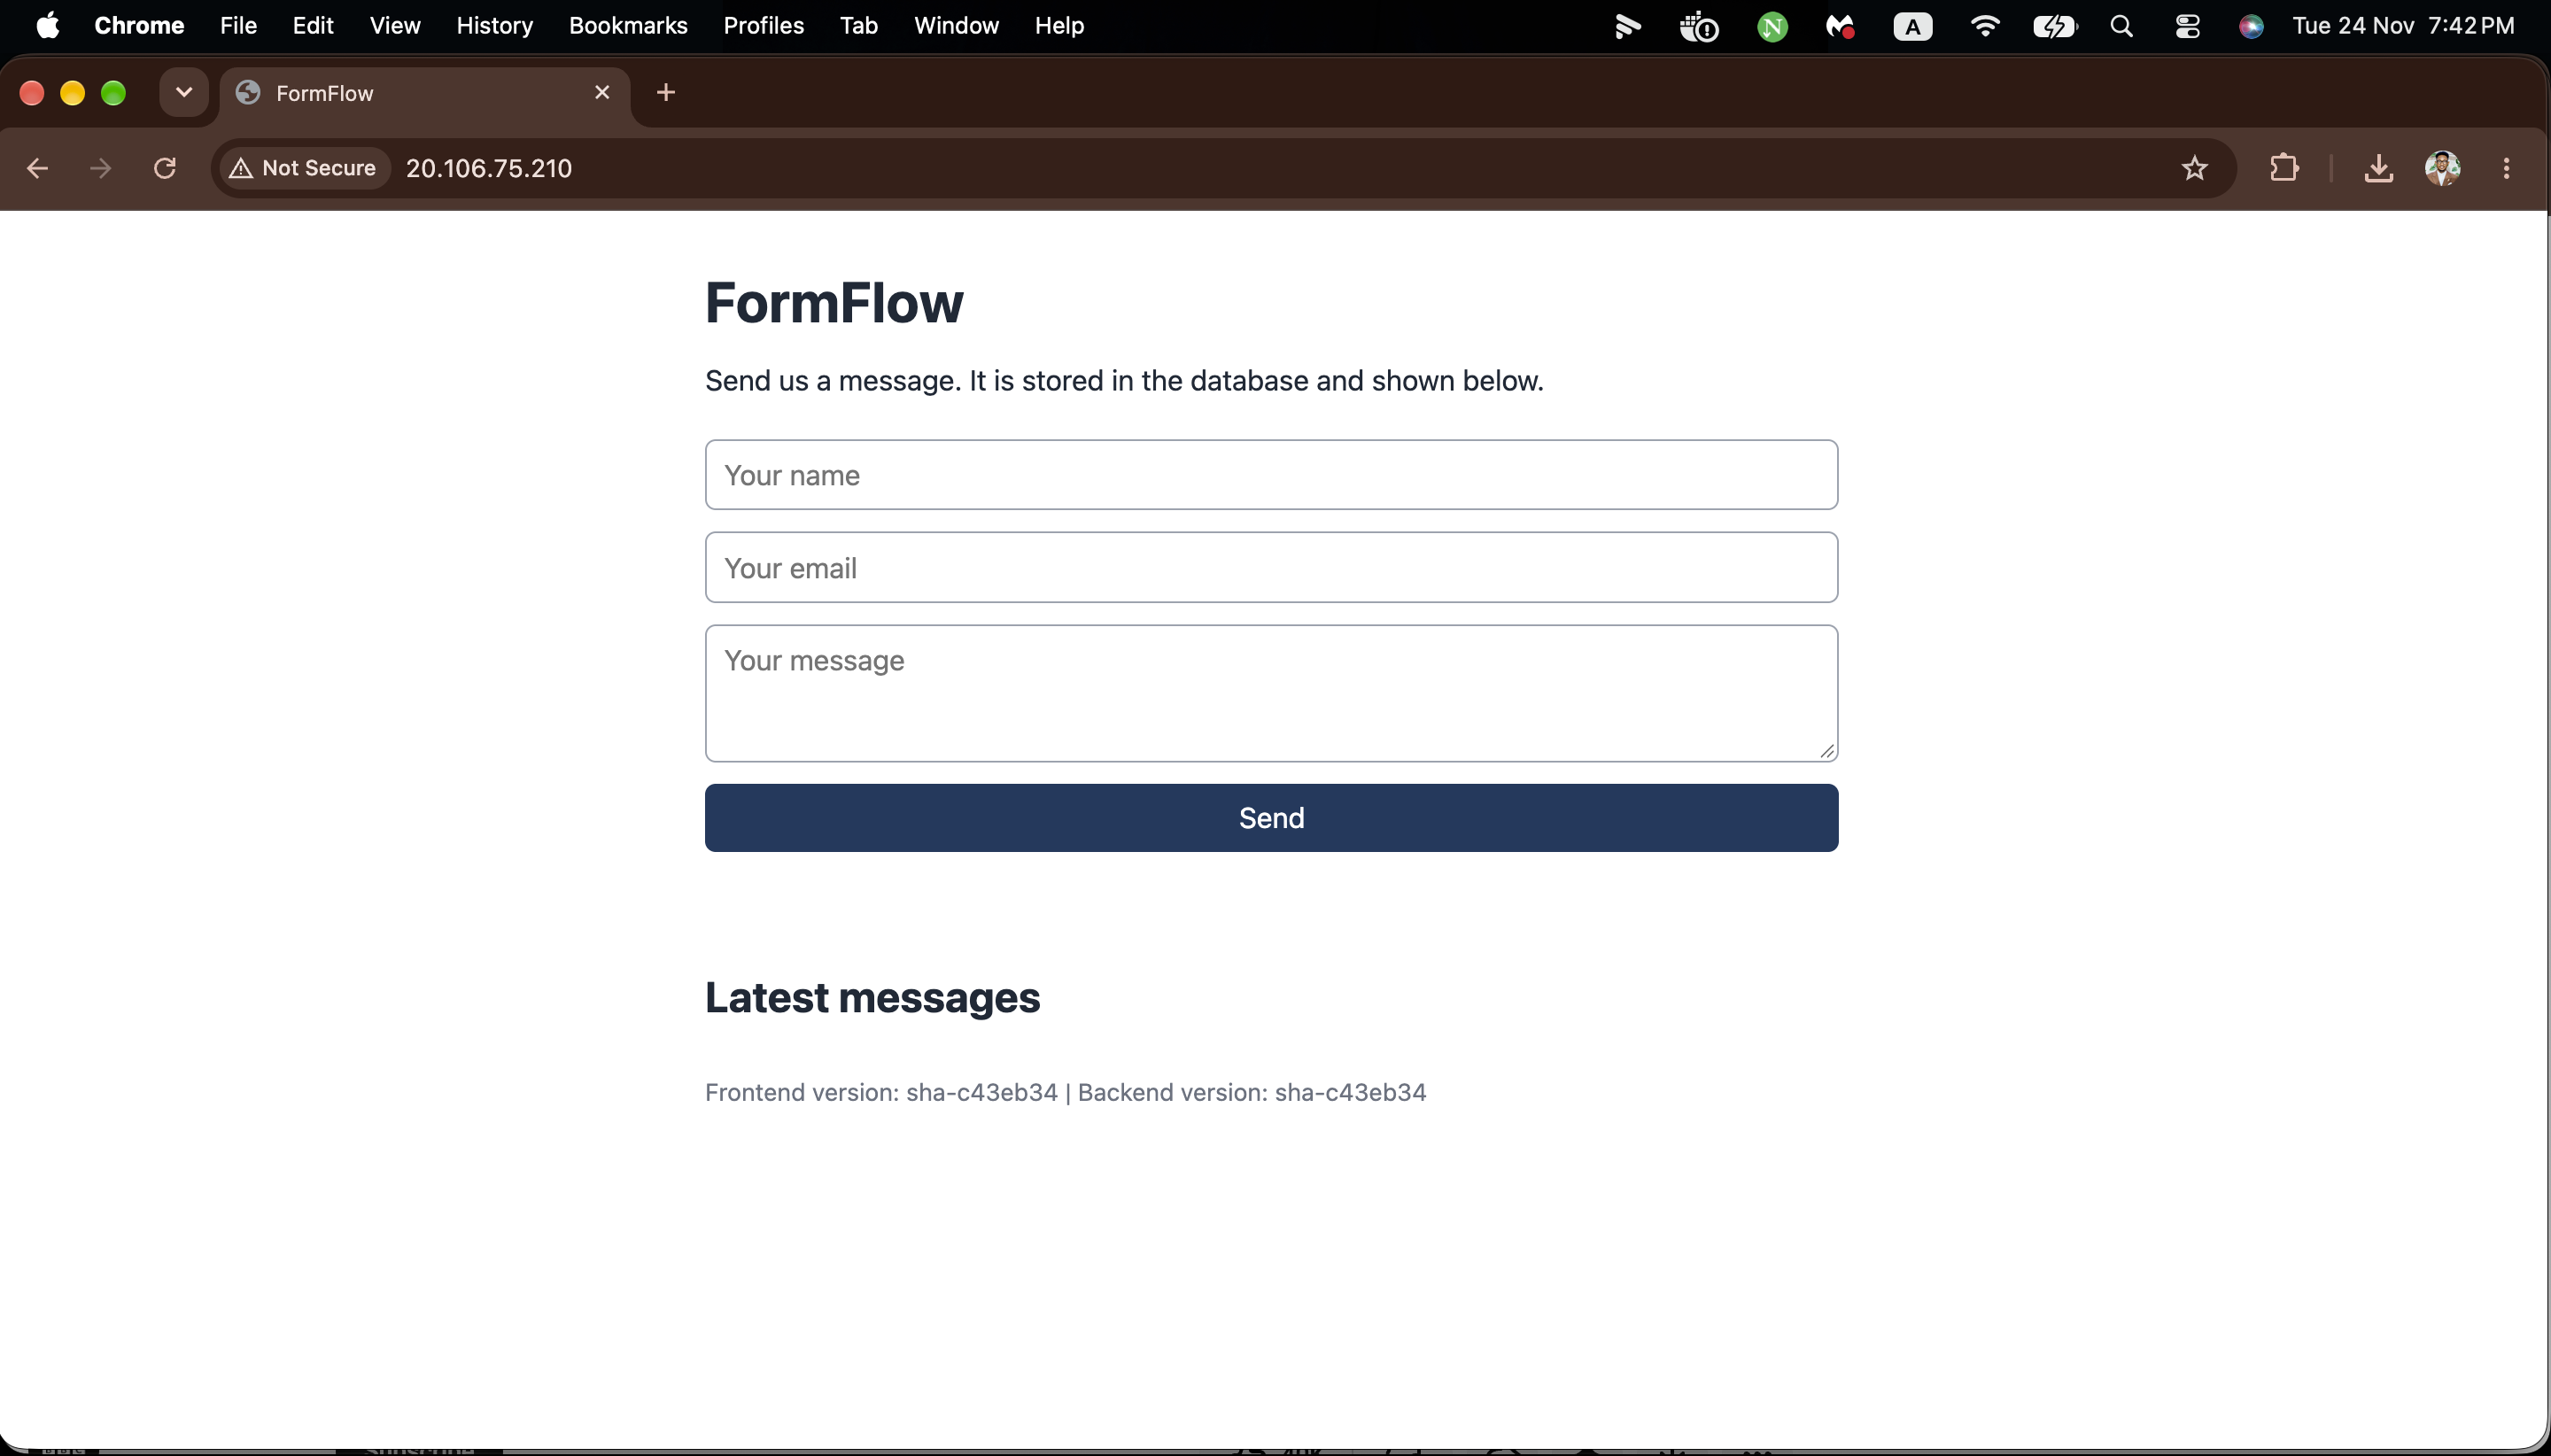 Chrome File Edit View History Bookmarks Profiles Tab Window Help A Tue 24 Nov 7:42 PM
FormFlow
Not Secure 20.106.75.210
FormFlow
Send us a message. It is stored in the database and shown below.
Your name
Your email
Your message
Send
Latest messages
Frontend version: sha-c43eb34 | Backend version: sha-c43eb34